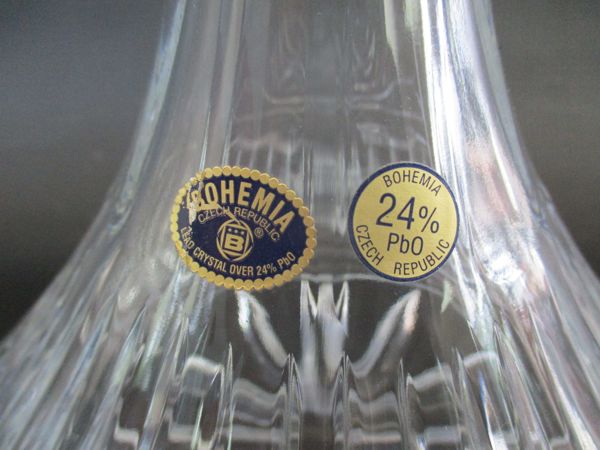 BOHEMIA
CZECH REPUBLIC
B®
LEAD CRYSTAL OVER 24% PbO
BOHEMIA
24%
PbO
CZECH REPUBLIC